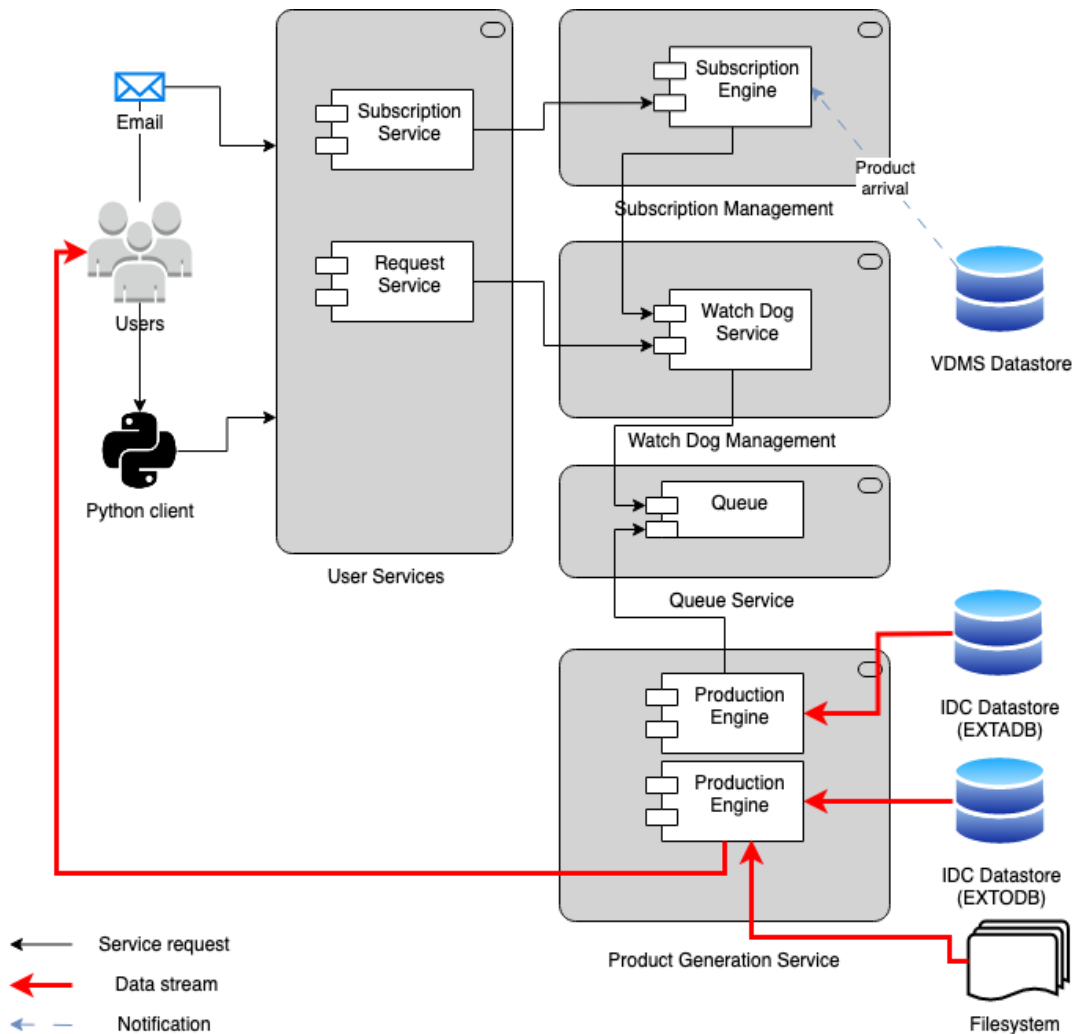 Email
Users
Python client
Subscription
Service
Request
Service
User Services
Subscription
Engine
Subscription Management
Product
arrival
VDMS Datastore
Watch Dog
Service
Watch Dog Management
Queue
Queue Service
Production
Engine
Production
Engine
Product Generation Service
IDC Datastore
(EXTADB)
IDC Datastore
(EXTODB)
Filesystem
Service request
Data stream
Notification